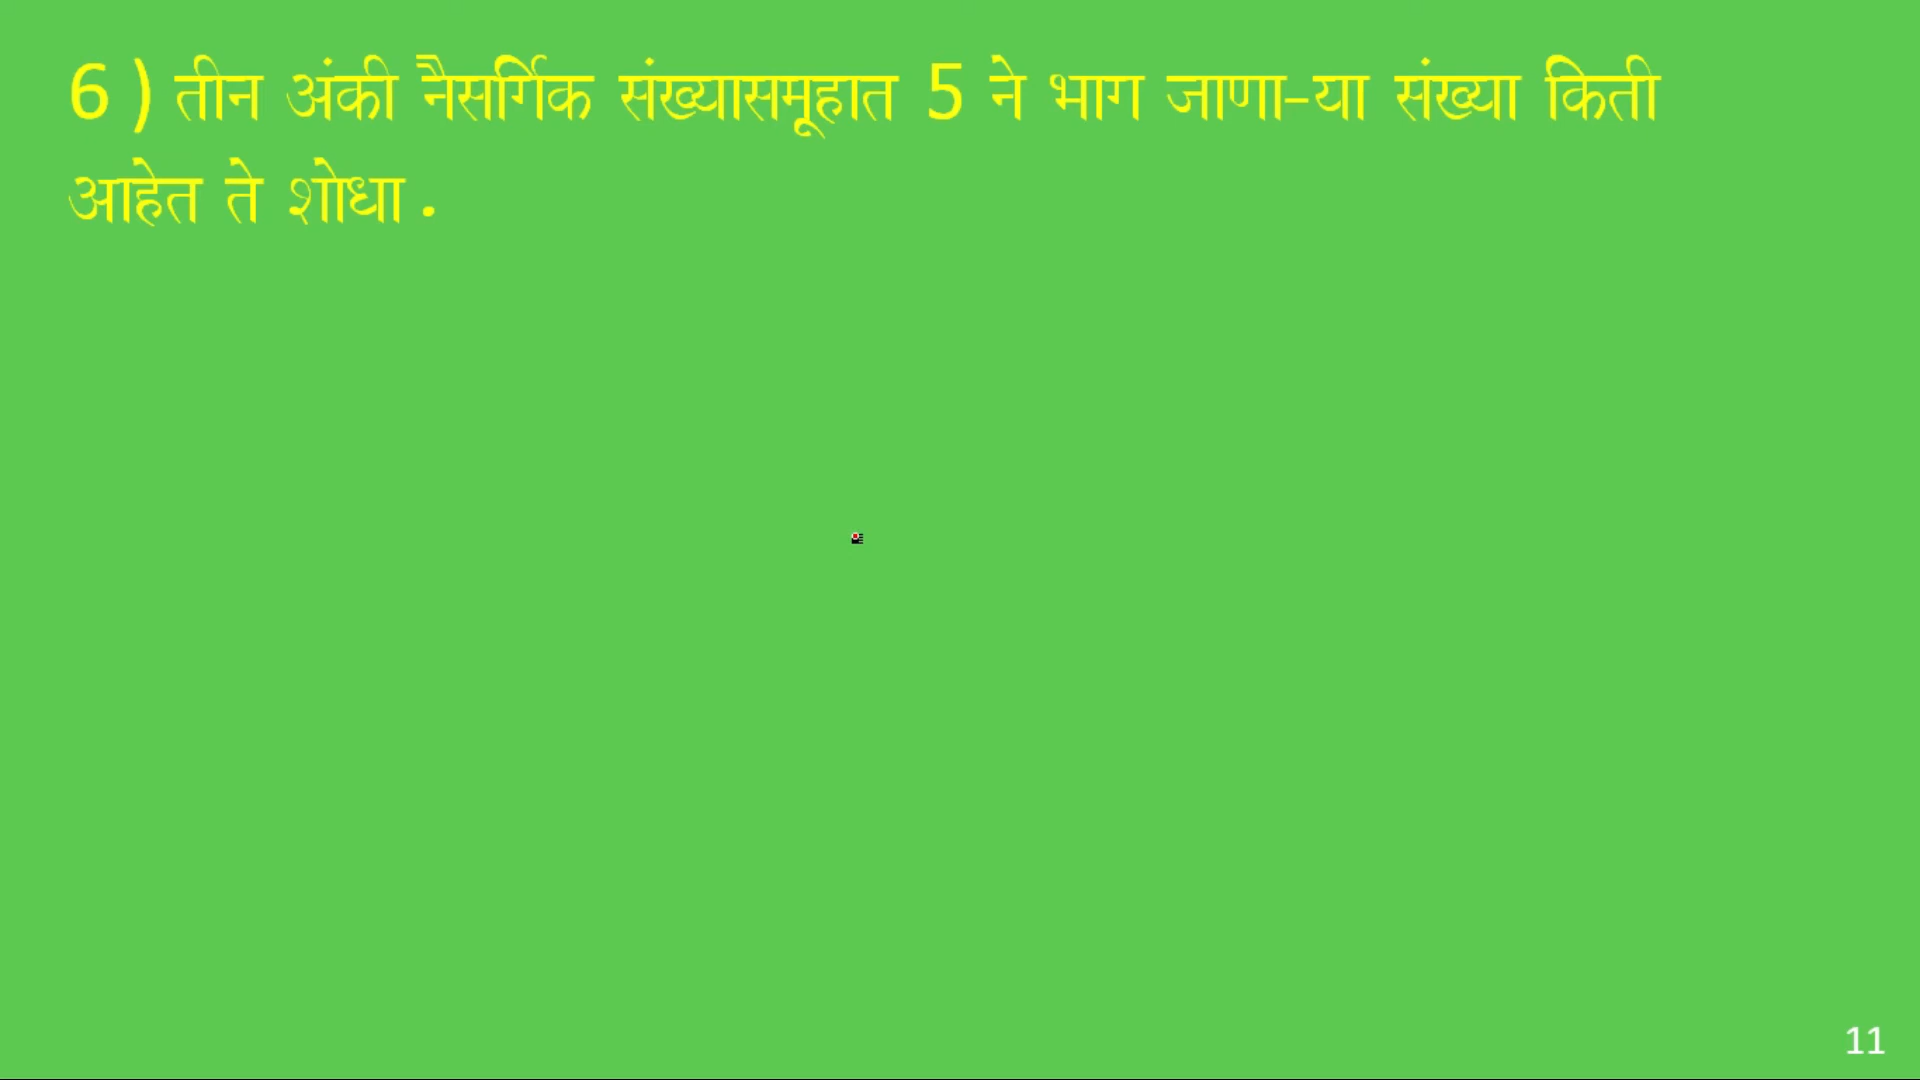 6 ) तीन अंकी नैसर्गिक संख्यासमूहात 5 ने भाग जाणा-या संख्या किती
आहेत ते शोधा .
11